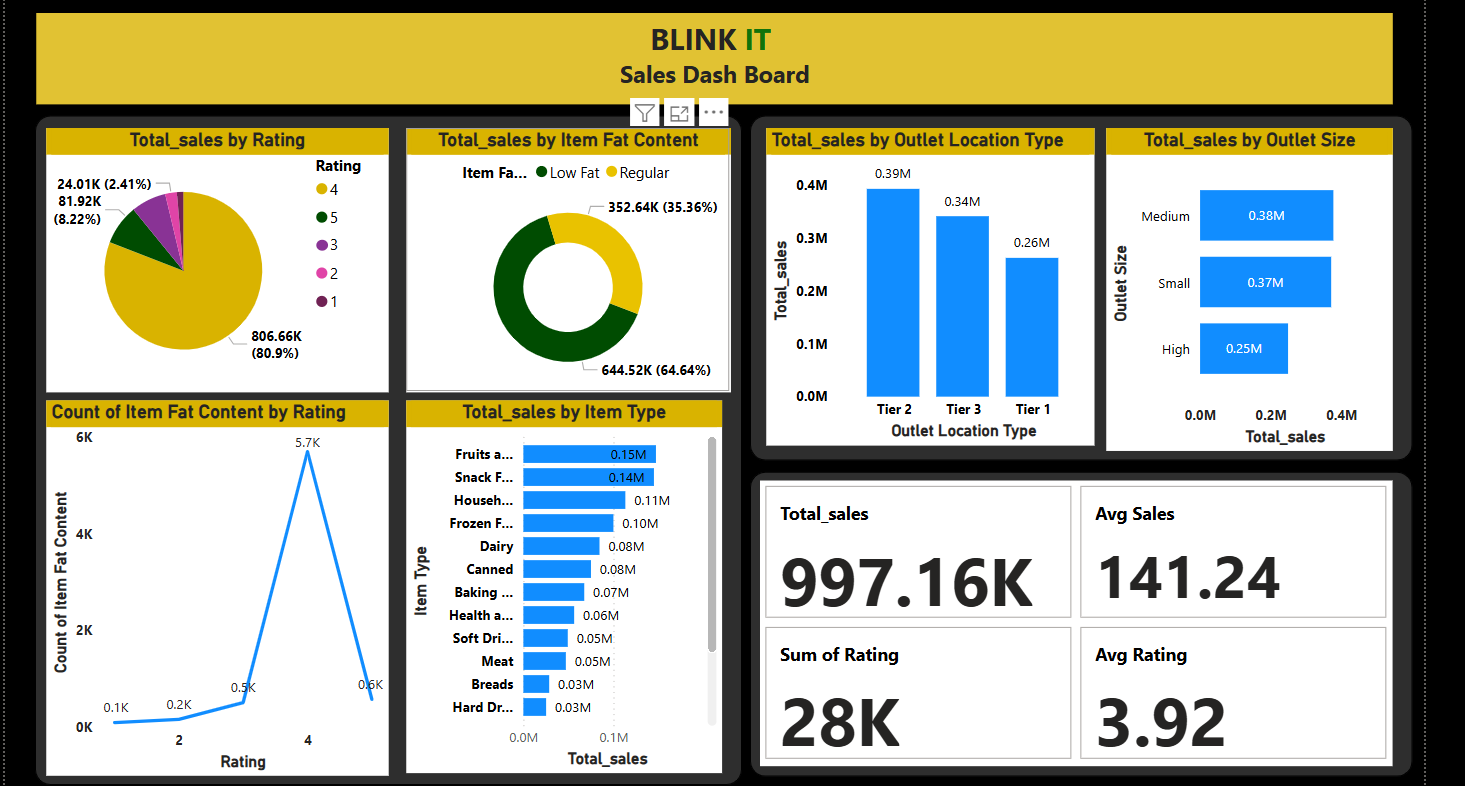 BLINK IT
Sales Dash Board
Total_sales by Rating
24.01K (2.41%)
81.92K
(8.22%)
806.66K
(80.9%)
Rating
4
5
3
2
1
Total_sales by Item Fat Content
Item Fa... Low Fat Regular
352.64K (35.36%)
644.52K (64.64%)
Total_sales by Outlet Location Type
Total_sales
0.4M
0.3M
0.2M
0.1M
0.0M
0.39M
0.34M
0.26M
Tier 2 Tier 3 Tier 1
Outlet Location Type
Total_sales by Outlet Size
Outlet Size
Medium 0.38M
Small 0.37M
High 0.25M
0.0M 0.2M 0.4M
Total_sales
Count of Item Fat Content by Rating
Count of Item Fat Content
6K
4K
2K
0K
0.1K
0.2K
0.5K
5.7K
0.6K
2 4
Rating
Total_sales by Item Type
Item Type
Fruits a... 0.15M
Snack F... 0.14M
Househ... 0.11M
Frozen F... 0.10M
Dairy 0.08M
Canned 0.08M
Baking ... 0.07M
Health a... 0.06M
Soft Dri... 0.05M
Meat 0.05M
Breads 0.03M
Hard Dr... 0.03M
0.0M 0.1M
Total_sales
Total_sales
997.16K
Avg Sales
141.24
Sum of Rating
28K
Avg Rating
3.92